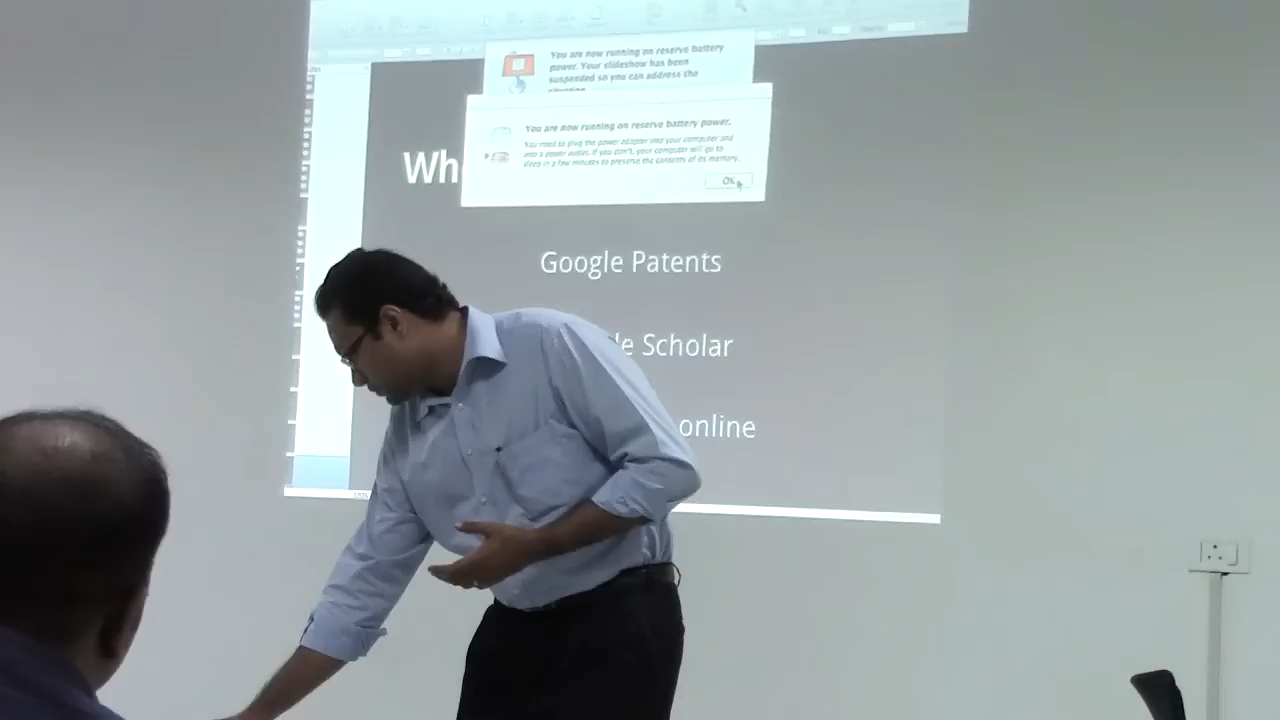 You are now running on reserve battery
power. Your slideshow has been
suspended so you can address the
situation.
You are now running on reserve battery power.
You need to plug the power adapter into your computer and
into a power outlet. If you don't, your computer will go to
sleep in a few minutes to preserve the contents of its memory.
OK
Whe
Google Patents
le Scholar
online